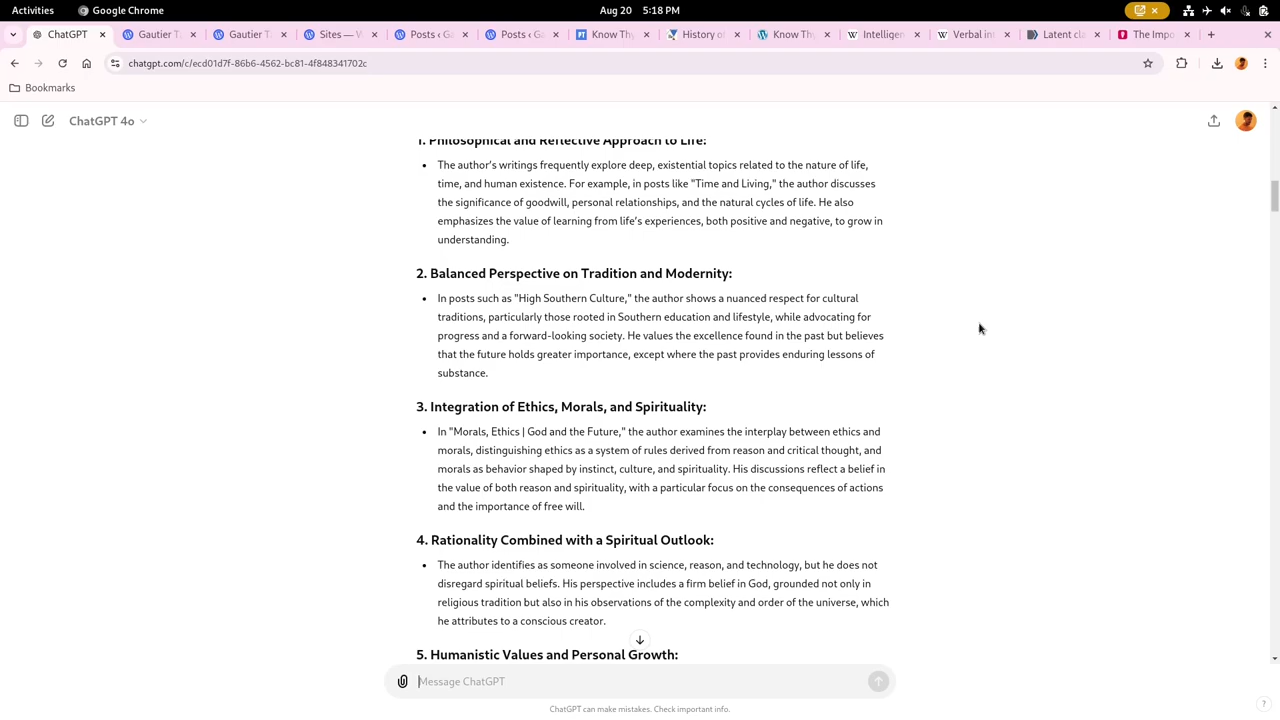 Activities
Google Chrome
Aug 20 5:18 PM
ChatGPT
Gautier T
Gautier T
Sites — W
Posts ‹ Ga
Posts ‹ Ga
Know Thy
History of
Know Thy
Intelligen
Verbal in
Latent cla
The Impo
chatgpt.com/c/ecd01d7f-86b6-4562-bc81-4f848341702c
Bookmarks
ChatGPT 4o
1. Philosophical and Reflective Approach to Life:
• The author's writings frequently explore deep, existential topics related to the nature of life,
time, and human existence. For example, in posts like "Time and Living," the author discusses
the significance of goodwill, personal relationships, and the natural cycles of life. He also
emphasizes the value of learning from life's experiences, both positive and negative, to grow in
understanding.
2. Balanced Perspective on Tradition and Modernity:
• In posts such as "High Southern Culture," the author shows a nuanced respect for cultural
traditions, particularly those rooted in Southern education and lifestyle, while advocating for
progress and a forward-looking society. He values the excellence found in the past but believes
that the future holds greater importance, except where the past provides enduring lessons of
substance.
3. Integration of Ethics, Morals, and Spirituality:
• In "Morals, Ethics | God and the Future," the author examines the interplay between ethics and
morals, distinguishing ethics as a system of rules derived from reason and critical thought, and
morals as behavior shaped by instinct, culture, and spirituality. His discussions reflect a belief in
the value of both reason and spirituality, with a particular focus on the consequences of actions
and the importance of free will.
4. Rationality Combined with a Spiritual Outlook:
• The author identifies as someone involved in science, reason, and technology, but he does not
disregard spiritual beliefs. His perspective includes a firm belief in God, grounded not only in
religious tradition but also in his observations of the complexity and order of the universe, which
he attributes to a conscious creator.
5. Humanistic Values and Personal Growth:
Message ChatGPT
ChatGPT can make mistakes. Check important info.
?